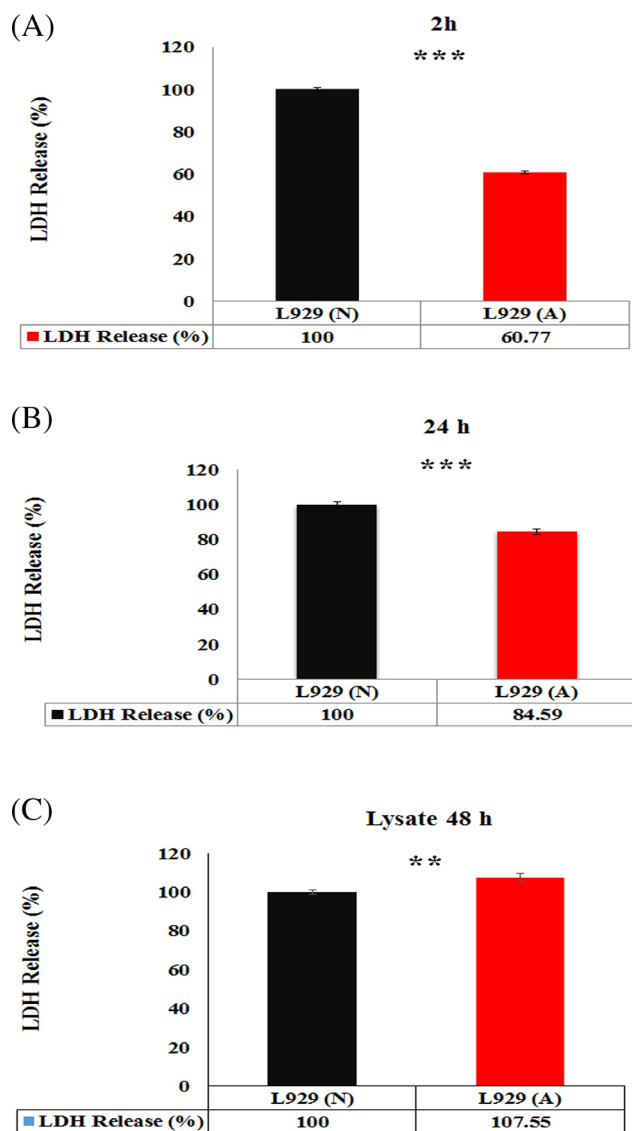 (A)
2h
***
LDH Release (%)
120
100
80
60
40
20
0
L929 (N) L929 (A)
LDH Release (%) 100 60.77
(B)
24 h
***
LDH Release (%)
120
100
80
60
40
20
0
L929 (N) L929 (A)
LDH Release (%) 100 84.59
(C)
Lysate 48 h
**
LDH Release (%)
120
100
80
60
40
20
0
L929 (N) L929 (A)
LDH Release (%) 100 107.55